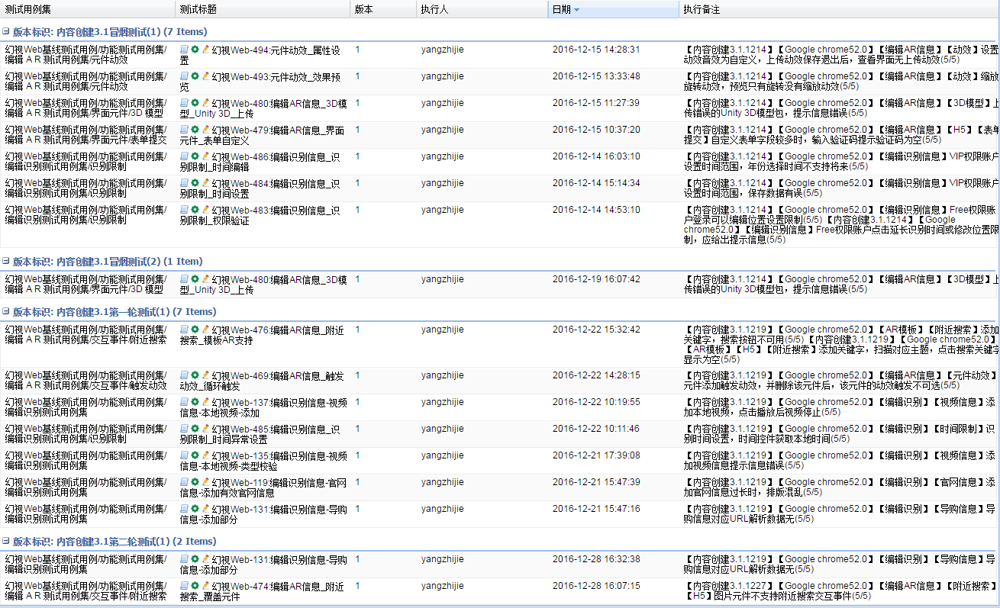 测试用例集 测试标题 版本 执行人 日期 执行备注
版本标识: 内容创建3.1冒烟测试(1) (7 Items)
幻视Web基线测试用例/功能测试用例集/ 幻视Web-494:元件动效_属性设 1 yangzhijie 2016-12-15 14:28:31 【内容创建3.1.1214】【Google chrome52.0】【编辑AR信息】【动效】设置
编辑ＡＲ测试用例集/元件动效 置 动效音效为自定义，上传动效保存退出后，查看界面无上传动效(5/5)
幻视Web基线测试用例/功能测试用例集/ 幻视Web-493:元件动效_效果预 1 yangzhijie 2016-12-15 13:33:48 【内容创建3.1.1214】【Google chrome52.0】【编辑AR信息】【动效】缩放
编辑ＡＲ测试用例集/元件动效 览 旋转动效，预览只有旋转没有缩放动效(5/5)
幻视Web基线测试用例/功能测试用例集/ 幻视Web-480:编辑AR信息_3D模 1 yangzhijie 2016-12-15 11:27:39 【内容创建3.1.1214】【Google chrome52.0】【编辑AR信息】【3D模型】上
编辑ＡＲ测试用例集/界面元件/3D 模型 型_Unity 3D_上传 传错误的Unity 3D模型包，提示信息错误(5/5)
幻视Web基线测试用例/功能测试用例集/ 幻视Web-479:编辑AR信息_界面 1 yangzhijie 2016-12-15 10:37:20 【内容创建3.1.1214】【Google chrome52.0】【编辑AR信息】【H5】【表单
编辑ＡＲ测试用例集/界面元件/表单提交 元件_表单自定义 提交】自定义表单字段较多时，输入验证码提示验证码为空(5/5)
幻视Web基线测试用例/功能测试用例集/ 幻视Web-486:编辑识别信息_识 1 yangzhijie 2016-12-14 16:03:10 【内容创建3.1.1214】【Google chrome52.0】【编辑识别信息】VIP权限账户
编辑识别测试用例集/识别限制 别限制_时间编辑 设置时间范围，年份选择时间不支持将来(5/5)
幻视Web基线测试用例/功能测试用例集/ 幻视Web-484:编辑识别信息_识 1 yangzhijie 2016-12-14 15:14:34 【内容创建3.1.1214】【Google chrome52.0】【编辑识别信息】VIP权限账户
编辑识别测试用例集/识别限制 别限制_时间设置 设置时间范围，保存数据有误(5/5)
幻视Web基线测试用例/功能测试用例集/ 幻视Web-483:编辑识别信息_识 1 yangzhijie 2016-12-14 14:53:10 【内容创建3.1.1214】【Google chrome52.0】【编辑识别信息】Free权限账
编辑识别测试用例集/识别限制 别限制_权限验证 户登录可以编辑位置设置限制(5/5) 【内容创建3.1.1214】【Google
chrome52.0】【编辑识别信息】Free权限账户点击延长识别时间或修改位置限
制，应给出提示信息(5/5)
版本标识: 内容创建3.1冒烟测试(2) (1 Item)
幻视Web基线测试用例/功能测试用例集/ 幻视Web-480:编辑AR信息_3D模 1 yangzhijie 2016-12-19 16:07:42 【内容创建3.1.1214】【Google chrome52.0】【编辑AR信息】【3D模型】上
编辑ＡＲ测试用例集/界面元件/3D 模型 型_Unity 3D_上传 传错误的Unity 3D模型包，提示信息错误(5/5)
版本标识: 内容创建3.1第一轮测试(1) (7 Items)
幻视Web基线测试用例/功能测试用例集/ 幻视Web-476:编辑AR信息_附近 1 yangzhijie 2016-12-22 15:32:42 【内容创建3.1.1219】【Google chrome52.0】【AR模板】【附近搜索】添加
编辑ＡＲ测试用例集/交互事件/附近搜索 搜索_模板AR支持 关键字，搜索按钮不可用(5/5) 【内容创建3.1.1219】【Google chrome52.0】
【AR模板】【H5】【附近搜索】添加关键字，扫描对应主题，点击搜索关键字
显示为空(5/5)
幻视Web基线测试用例/功能测试用例集/ 幻视Web-469:编辑AR信息_触发 1 yangzhijie 2016-12-22 14:28:15 【内容创建3.1.1219】【Google chrome52.0】【编辑AR信息】【元件动效】
编辑ＡＲ测试用例集/交互事件/触发动效 动效_循环触发 元件添加触发动效，并删除该元件后，该元件的动效触发不可选(5/5)
幻视Web基线测试用例/功能测试用例集/ 幻视Web-137:编辑识别信息-视频 1 yangzhijie 2016-12-22 10:19:55 【内容创建3.1.1219】【Google chrome52.0】【编辑识别】【视频信息】添
编辑识别测试用例集 信息-本地视频-添加 加本地视频，点击播放后视频停止(5/5)
幻视Web基线测试用例/功能测试用例集/ 幻视Web-485:编辑识别信息_识 1 yangzhijie 2016-12-22 10:11:46 【内容创建3.1.1219】【Google chrome52.0】【编辑识别】【时间限制】识
编辑识别测试用例集/识别限制 别限制_时间异常设置 别时间设置，时间控件获取本地时间(5/5)
幻视Web基线测试用例/功能测试用例集/ 幻视Web-135:编辑识别信息-视频 1 yangzhijie 2016-12-21 17:39:08 【内容创建3.1.1219】【Google chrome52.0】【编辑识别】【视频信息】添
编辑识别测试用例集 信息-本地视频-类型校验 加视频信息提示信息错误(5/5)
幻视Web基线测试用例/功能测试用例集/ 幻视Web-119:编辑识别信息-官网 1 yangzhijie 2016-12-21 15:47:39 【内容创建3.1.1219】【Google chrome52.0】【编辑识别】【官网信息】添
编辑识别测试用例集 信息-添加有效官网信息 加官网信息过长时，排版混乱(5/5)
幻视Web基线测试用例/功能测试用例集/ 幻视Web-131:编辑识别信息-导购 1 yangzhijie 2016-12-21 15:47:16 【内容创建3.1.1219】【Google chrome52.0】【编辑识别】【导购信息】导
编辑识别测试用例集 信息-添加部分 购信息对应URL解析数据无(5/5)
版本标识: 内容创建3.1第二轮测试(1) (2 Items)
幻视Web基线测试用例/功能测试用例集/ 幻视Web-131:编辑识别信息-导购 1 yangzhijie 2016-12-28 16:32:38 【内容创建3.1.1219】【Google chrome52.0】【编辑识别】【导购信息】导
编辑识别测试用例集 信息-添加部分 购信息对应URL解析数据无(5/5)
幻视Web基线测试用例/功能测试用例集/ 幻视Web-474:编辑AR信息_附近 1 yangzhijie 2016-12-28 16:07:15 【内容创建3.1.1227】【Google chrome52.0】【编辑AR信息】【附近搜索】
编辑ＡＲ测试用例集/交互事件/附近搜索 搜索_覆盖元件 【H5】图片元件不支持附近搜索交互事件(5/5)